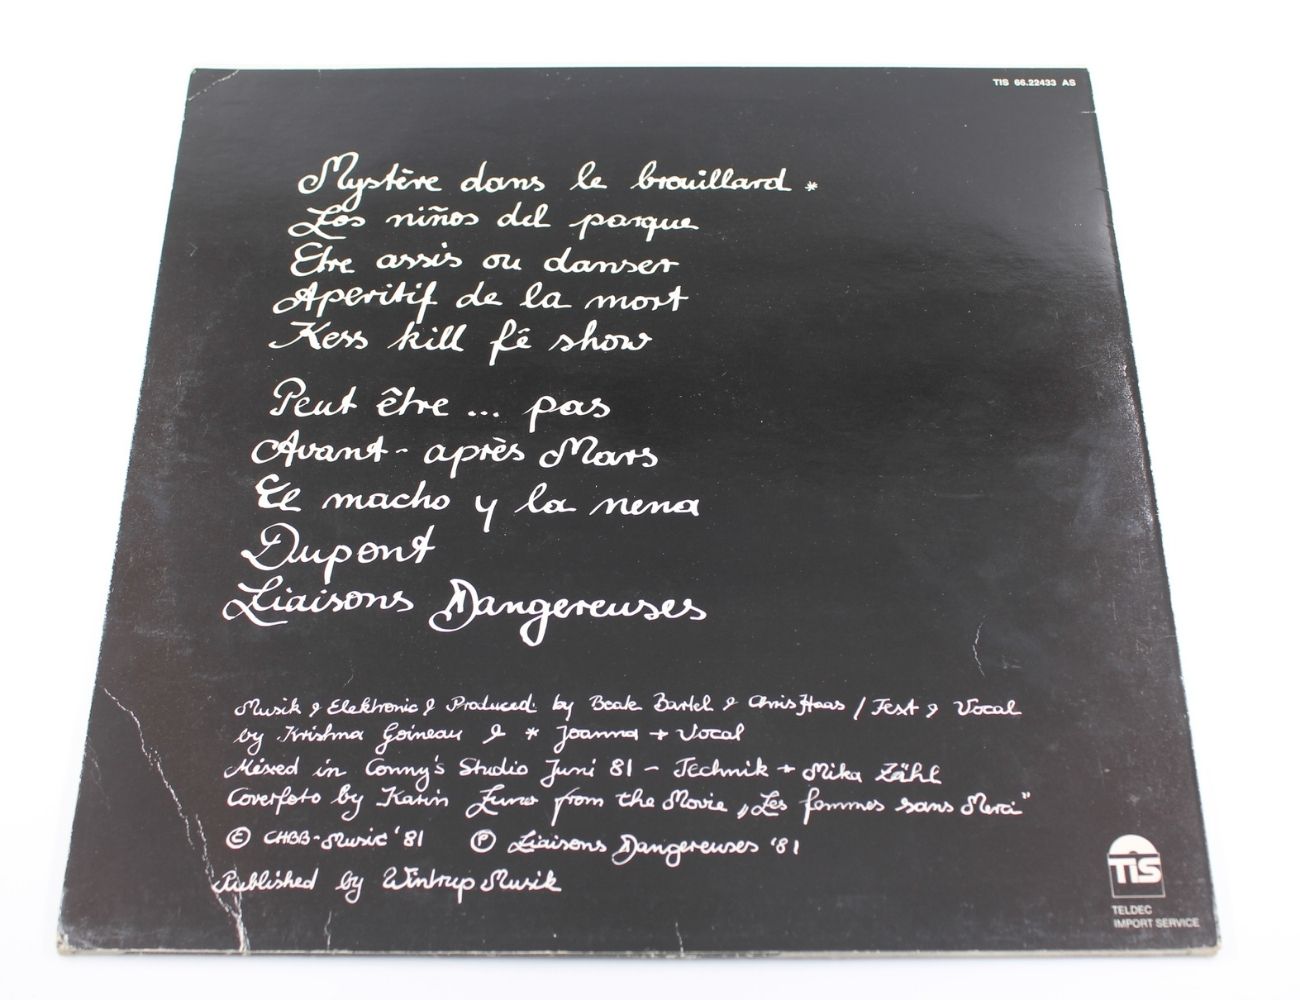 TIS 66.22433 AS
Mystère dans le brouillard *
Los niños del parque
Etre assis ou danser
Aperitif de la mort
Kess kill fê show
Peut être ... pas
Avant - après Mars
El macho y la nena
Dupont
Liaisons Dangereuses
Musik & Elektronic & Produced by Beate Bartel & Chris Haas / Text & Vocal
by Krishna Goineau & * Joanna + Vocal
Mixed in Conny's Studio Juni 81 - Technik + Mika Zähl
Coverfoto by Katin from the Movie „Les femmes sans Merci"
© CHBB-Music '81 ℗ Liaisons Dangereuses '81
Published by Wintrup Musik
TIS
TELDEC
IMPORT SERVICE